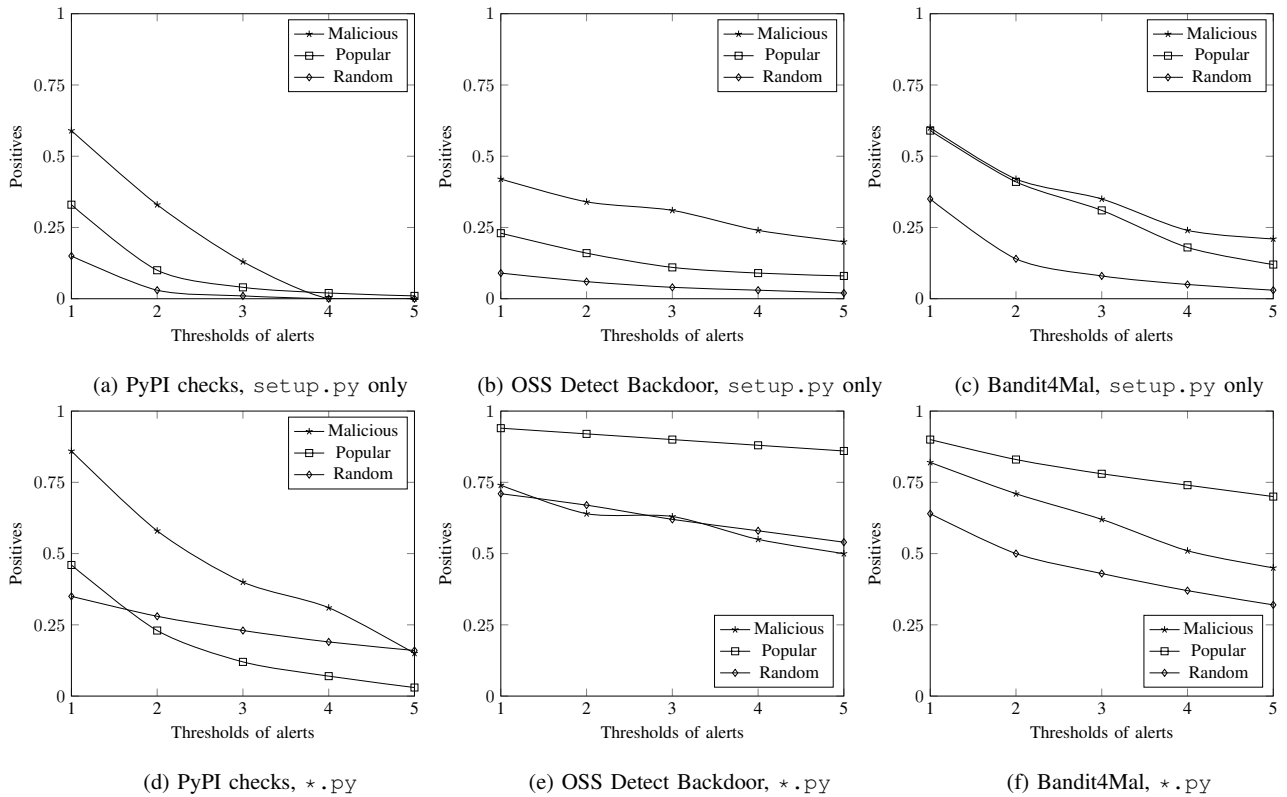 1
0.75
0.5
0.25
0
1 2 3 4 5
Positives
Thresholds of alerts
Malicious
Popular
Random
(a) PyPI checks, setup.py only
1
0.75
0.5
0.25
0
1 2 3 4 5
Positives
Thresholds of alerts
Malicious
Popular
Random
(b) OSS Detect Backdoor, setup.py only
1
0.75
0.5
0.25
0
1 2 3 4 5
Positives
Thresholds of alerts
Malicious
Popular
Random
(c) Bandit4Mal, setup.py only
1
0.75
0.5
0.25
0
1 2 3 4 5
Positives
Thresholds of alerts
Malicious
Popular
Random
(d) PyPI checks, *.py
1
0.75
0.5
0.25
0
1 2 3 4 5
Positives
Thresholds of alerts
Malicious
Popular
Random
(e) OSS Detect Backdoor, *.py
1
0.75
0.5
0.25
0
1 2 3 4 5
Positives
Thresholds of alerts
Malicious
Popular
Random
(f) Bandit4Mal, *.py